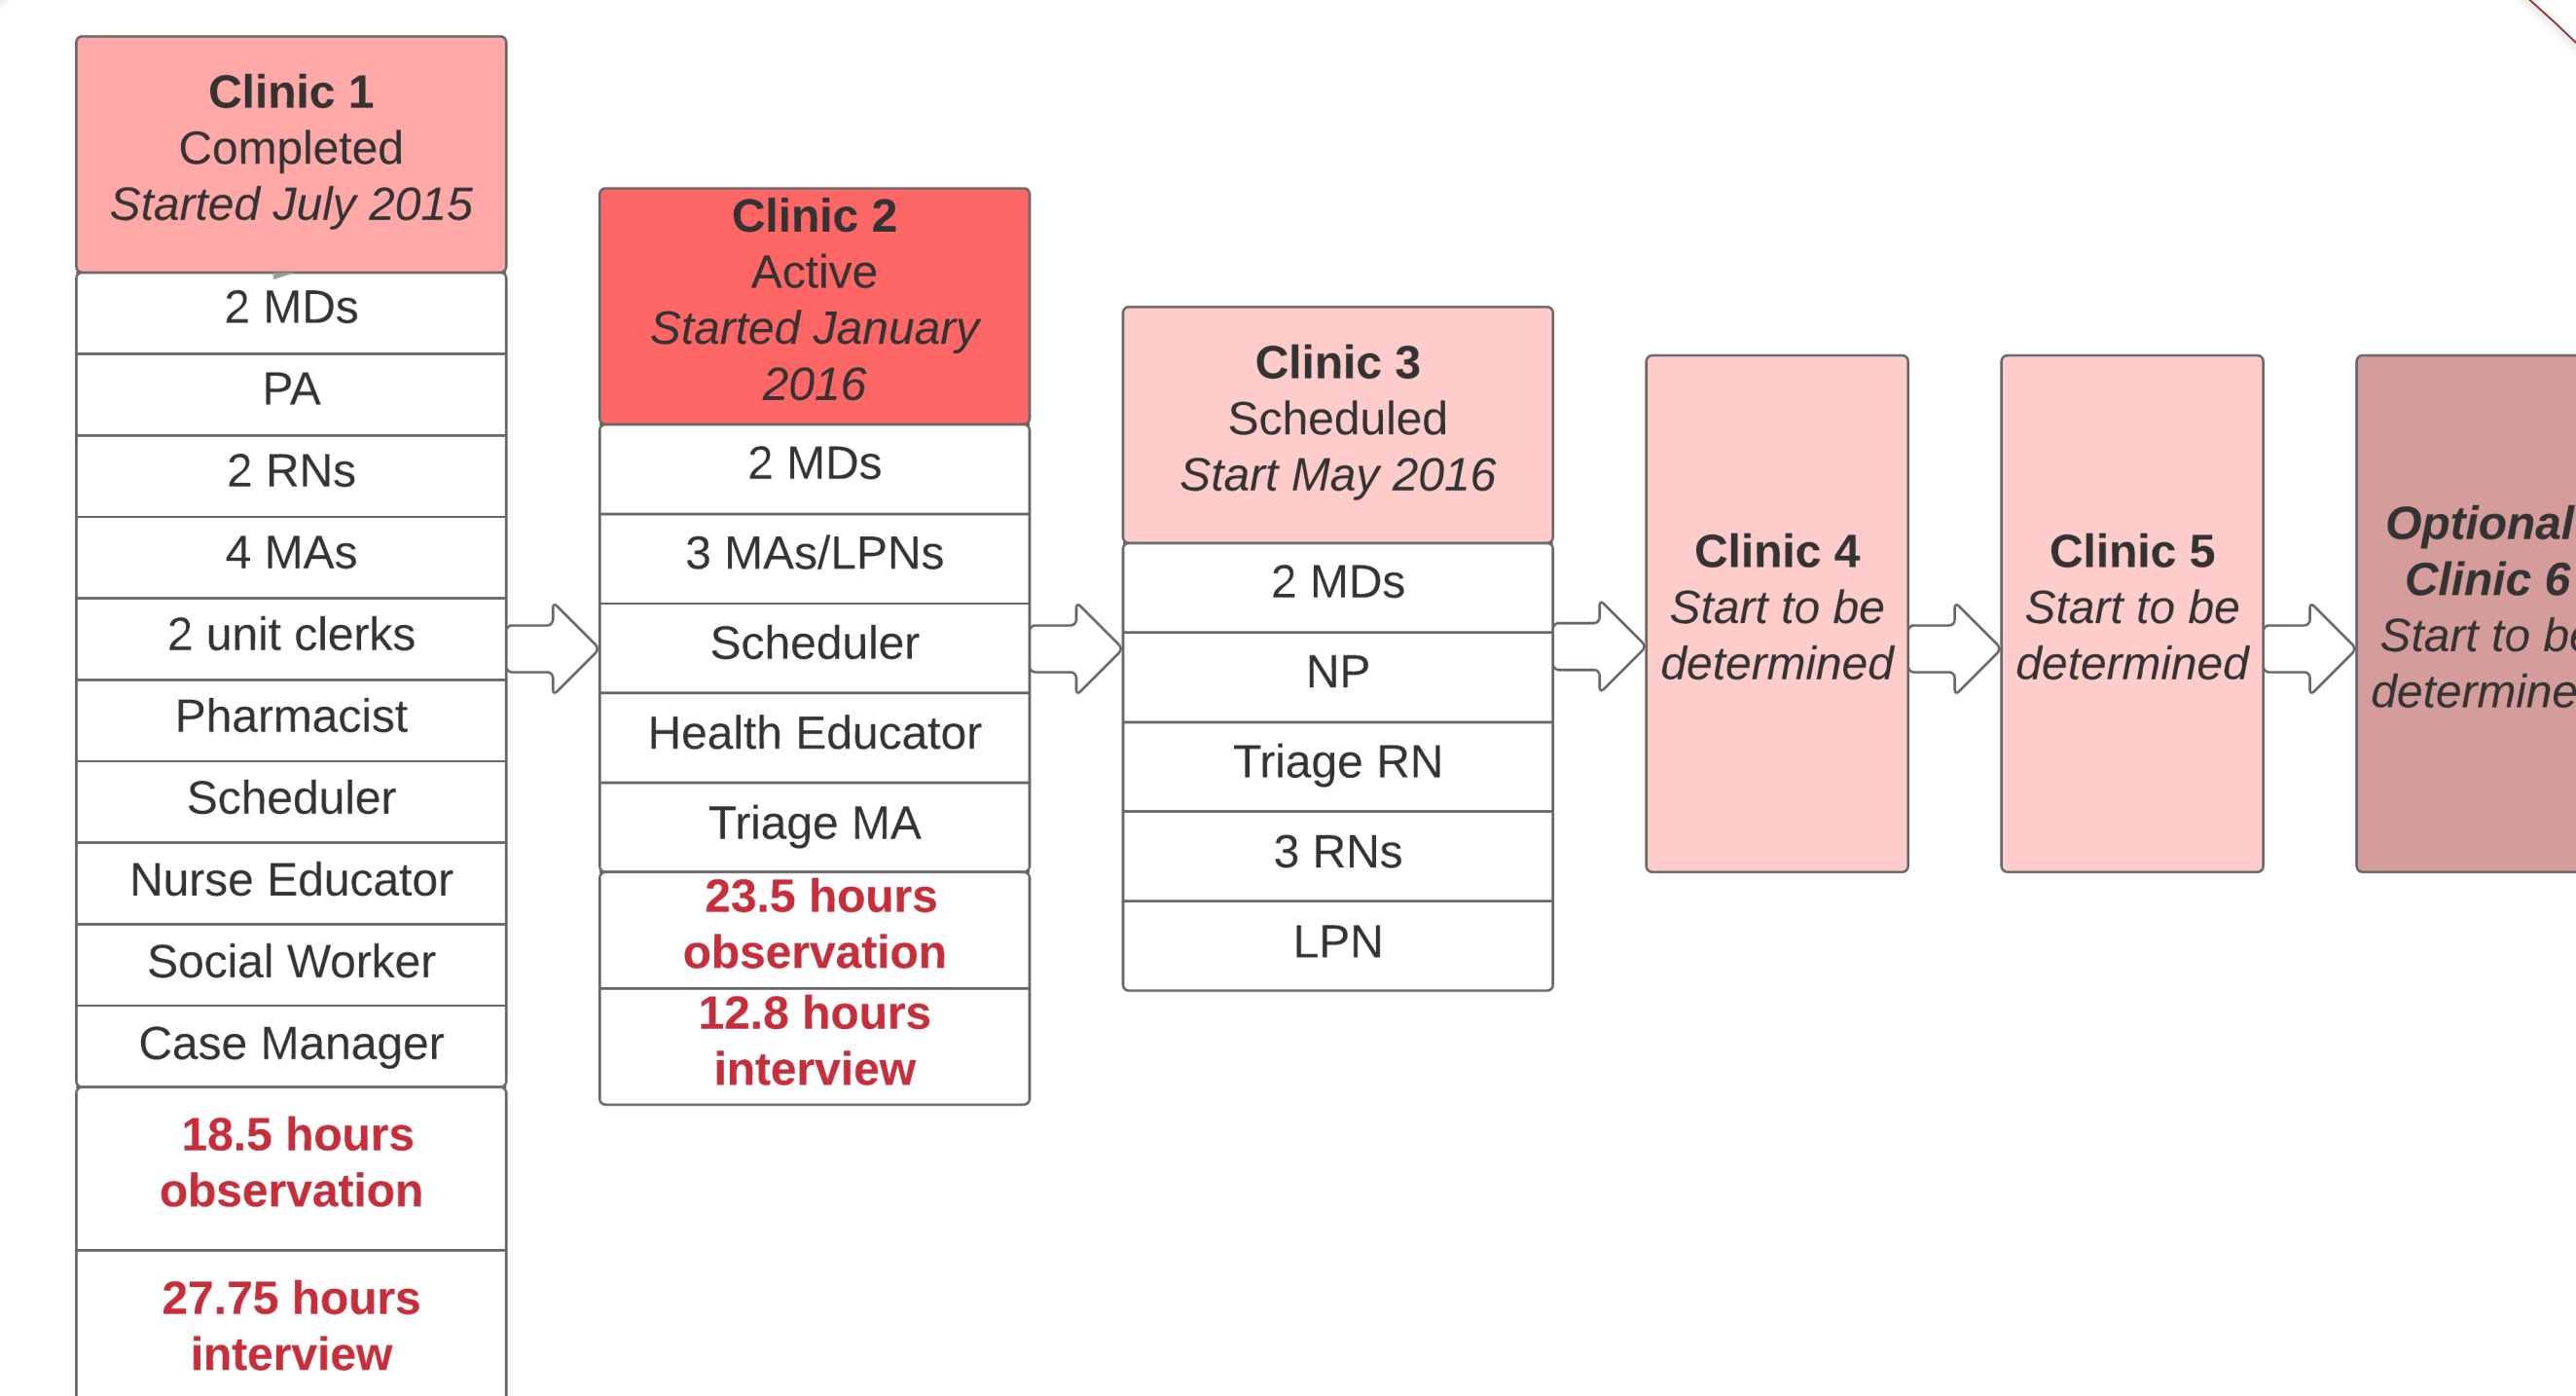 Clinic 1
Completed
Started July 2015
2 MDs
PA
2 RNs
4 MAs
2 unit clerks
Pharmacist
Scheduler
Nurse Educator
Social Worker
Case Manager
18.5 hours
observation
27.75 hours
interview
Clinic 2
Active
Started January
2016
2 MDs
3 MAs/LPNs
Scheduler
Health Educator
Triage MA
23.5 hours
observation
12.8 hours
interview
Clinic 3
Scheduled
Start May 2016
2 MDs
NP
Triage RN
3 RNs
LPN
Clinic 4
Start to be
determined
Clinic 5
Start to be
determined
Optional
Clinic 6
Start to be
determine